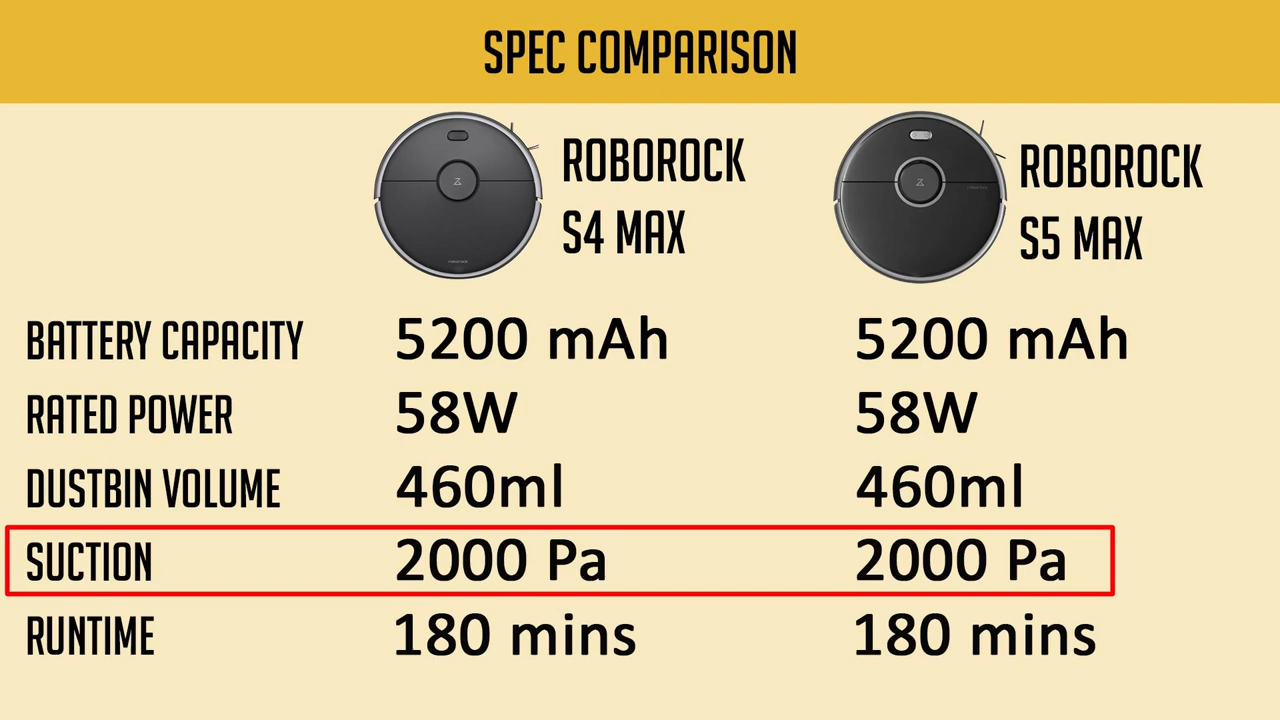 SPEC COMPARISON
ROBOROCK
S4 MAX
ROBOROCK
S5 MAX
BATTERY CAPACITY 5200 mAh 5200 mAh
RATED POWER 58W 58W
DUSTBIN VOLUME 460ml 460ml
SUCTION 2000 Pa 2000 Pa
RUNTIME 180 mins 180 mins